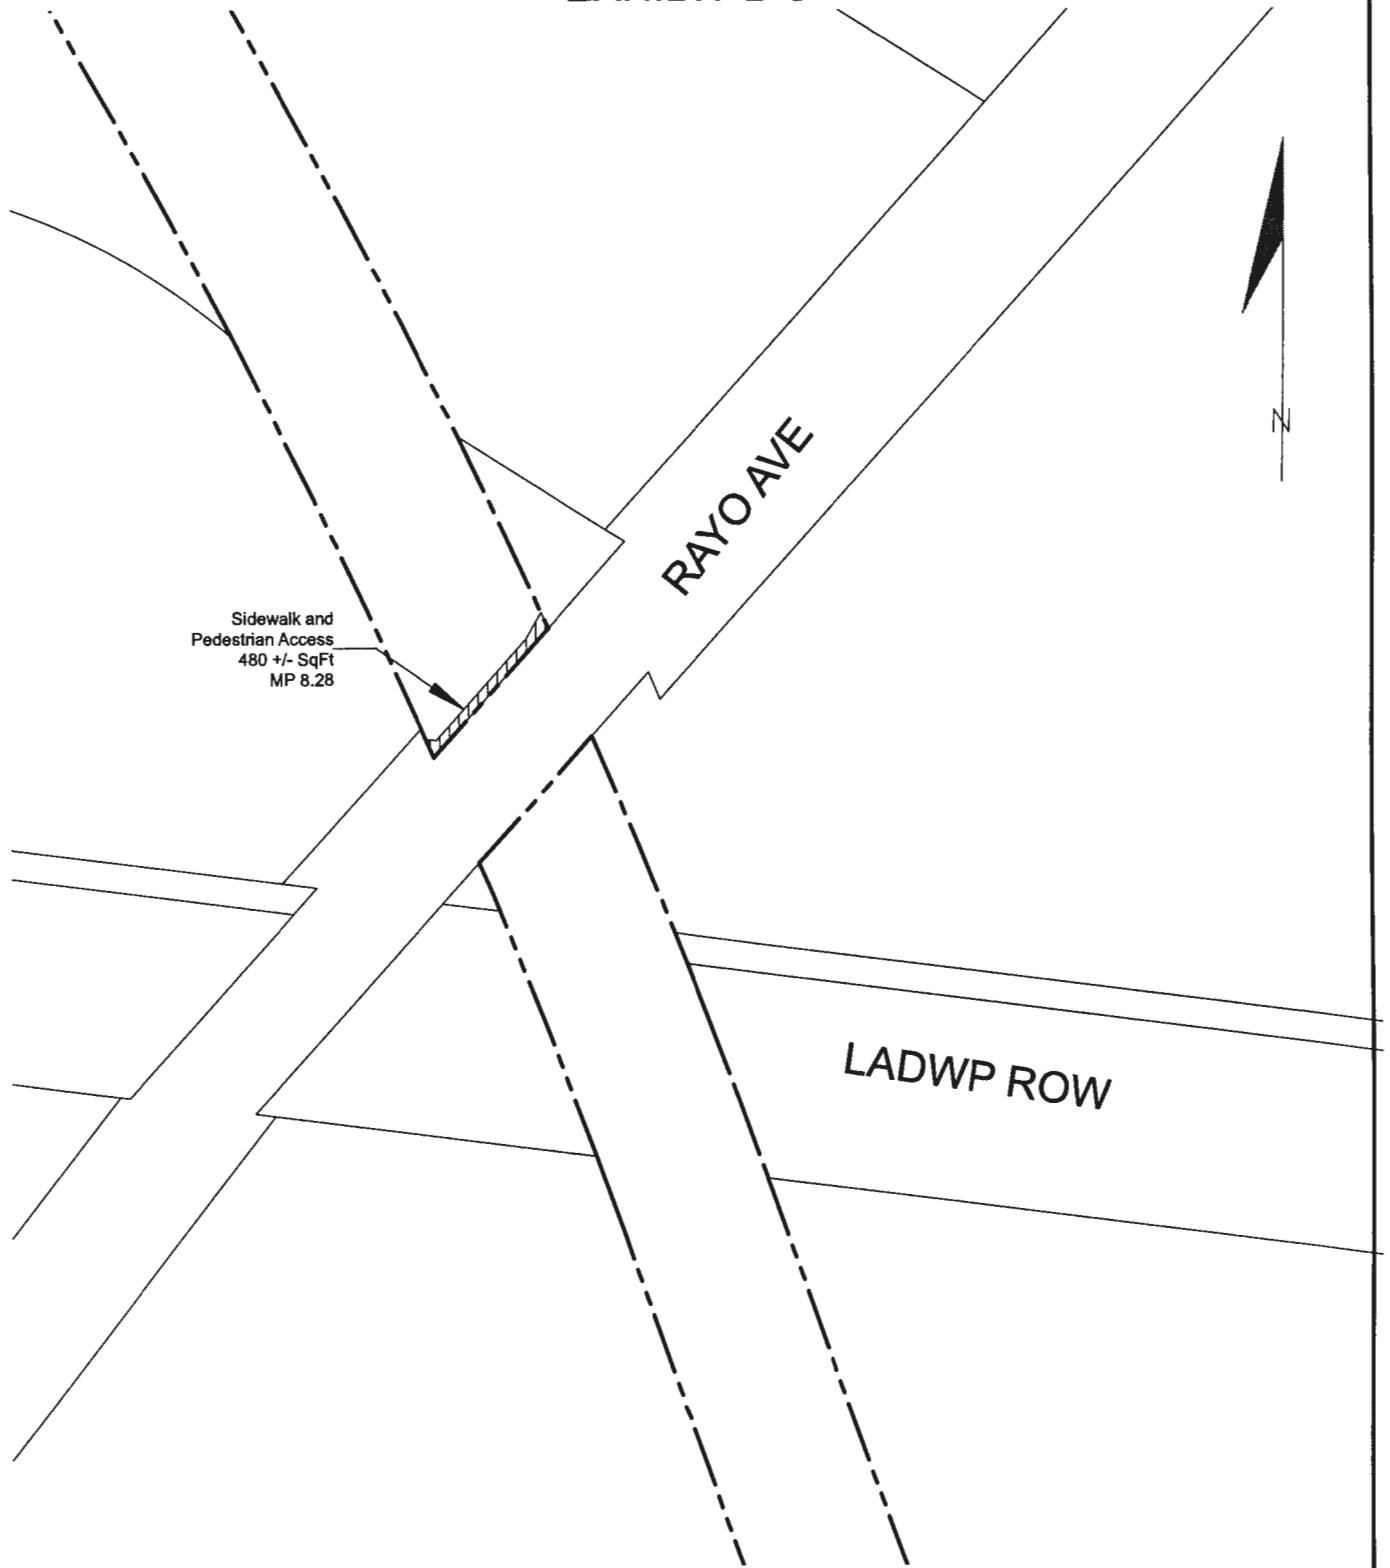 N
RAYO AVE
Sidewalk and
Pedestrian Access
480 +/- SqFt
MP 8.28
LADWP ROW